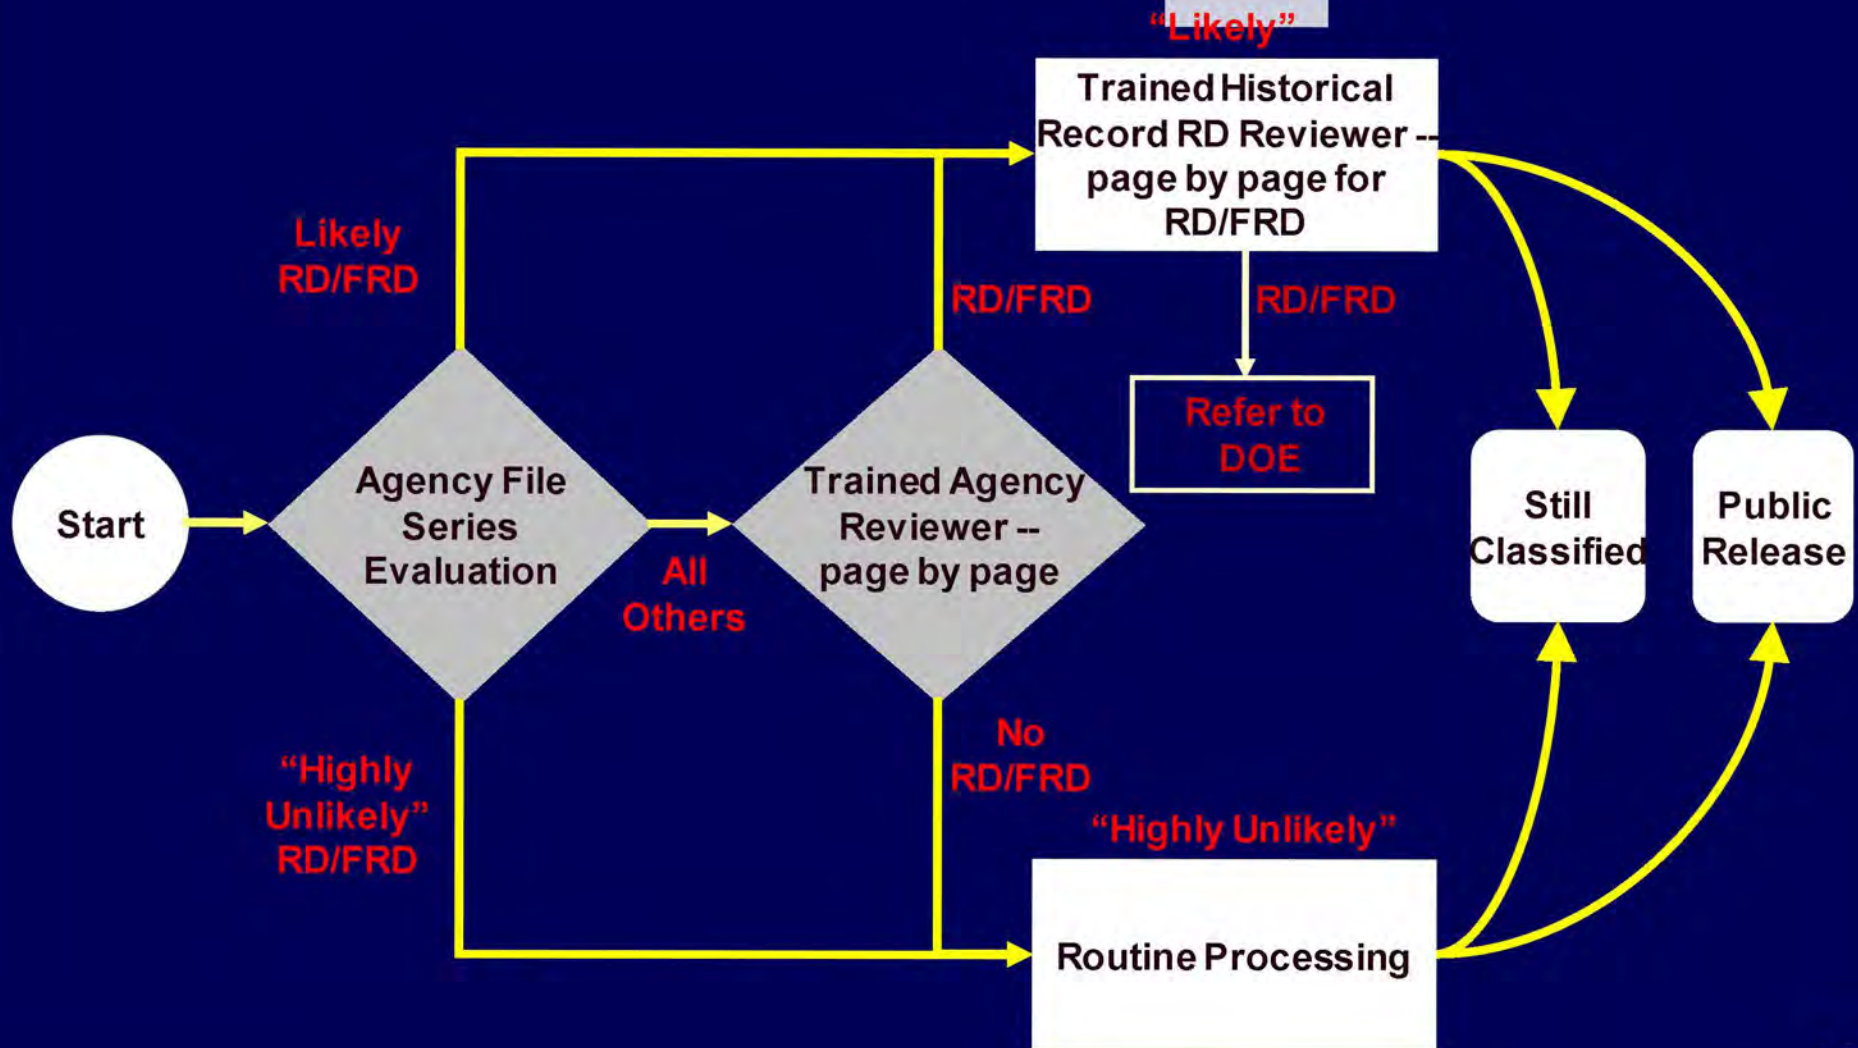 “Likely”
Trained Historical
Record RD Reviewer --
page by page for
RD/FRD
Likely
RD/FRD
RD/FRD
RD/FRD
Refer to
DOE
Start
Agency File
Series
Evaluation
All
Others
Trained Agency
Reviewer --
page by page
Still
Classified
Public
Release
“Highly
Unlikely”
RD/FRD
No
RD/FRD
“Highly Unlikely”
Routine Processing